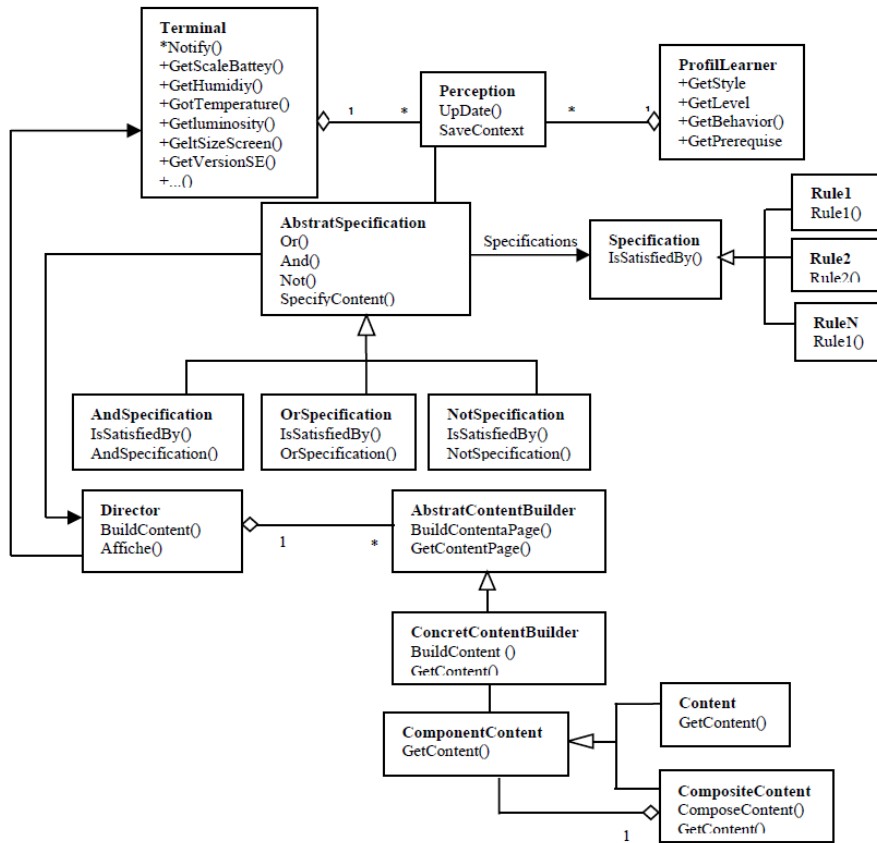 Terminal
*Notify()
+GetScaleBattey()
+GetHumidiy()
+GotTemperature()
+Getluminosity()
+GeltSizeScreen()
+GetVersionSE()
+...()
1
*
Perception
UpDate()
SaveContext
*
1
ProfilLearner
+GetStyle
+GetLevel
+GetBehavior()
+GetPrerequise
AbstratSpecification
Or()
And()
Not()
SpecifyContent()
Specifications
Specification
IsSatisfiedBy()
Rule1
Rule1()
Rule2
Rule2()
RuleN
Rule1()
AndSpecification
IsSatisfiedBy()
AndSpecification()
OrSpecification
IsSatisfiedBy()
OrSpecification()
NotSpecification
IsSatisfiedBy()
NotSpecification()
Director
BuildContent()
Affiche()
1
*
AbstratContentBuilder
BuildContentaPage()
GetContentPage()
ConcretContentBuilder
BuildContent ()
GetContent()
ComponentContent
GetContent()
Content
GetContent()
CompositeContent
ComposeContent()
GetContent()
1